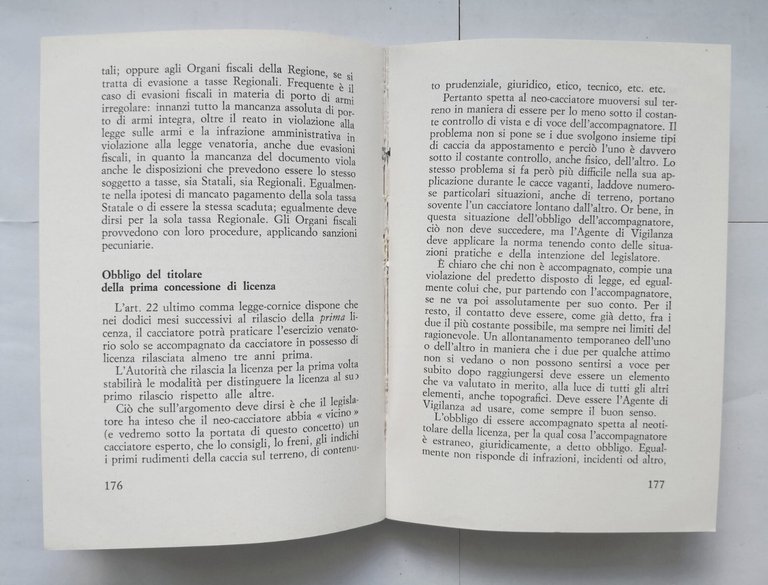 tali; oppure agli Organi fiscali della Regione, se si
tratta di evasione a tasse Regionali. Frequente è il
caso di evasioni fiscali in materia di porto di armi
irregolare: innanzi tutto la mancanza assoluta di por-
to di armi integra, oltre il reato in violazione alla
legge sulle armi e la infrazione amministrativa in
violazione alla legge venatoria, anche due evasioni
fiscali, in quanto la mancanza del documento viola
anche le disposizioni che prevedono essere lo stesso
soggetto a tasse, sia Statali, sia Regionali. Egualmen-
te nella ipotesi di mancato pagamento della sola tassa
Statale o di essere la stessa scaduta; egualmente deve
dirsi per la sola tassa Regionale. Gli Organi fiscali
provvedono con loro procedure, applicando sanzioni
pecuniarie.
Obbligo del titolare
della prima concessione di licenza
L'art. 22 ultimo comma legge-cornice dispone che
nei dodici mesi successivi al rilascio della prima li-
cenza, il cacciatore potrà praticare l'esercizio venato-
rio solo se accompagnato da cacciatore in possesso di
licenza rilasciata almeno tre anni prima.
L'Autorità che rilascia la licenza per la prima volta
stabilirà le modalità per distinguere la licenza al suo
primo rilascio rispetto alle altre.
Ciò che sull'argomento deve dirsi è che il legisla-
tore ha inteso che il neo-cacciatore abbia « vicino »
(e vedremo sotto la portata di questo concetto) un
cacciatore esperto, che lo consigli, lo freni, gli indichi
i primi rudimenti della caccia sul terreno, di contenu-
176
to prudenziale, giuridico, etico, tecnico, etc. etc.
Pertanto spetta al neo-cacciatore muoversi sul ter-
reno in maniera di essere per lo meno sotto il costan-
te controllo di vista e di voce dell'accompagnatore. Il
problema non si pone se i due svolgono insieme tipi
di caccia da appostamento e perciò l'uno è davvero
sotto il costante controllo, anche fisico, dell'altro. Lo
stesso problema si fa però più difficile nella sua ap-
plicazione durante le cacce vaganti, laddove numero-
se particolari situazioni, anche di terreno, portano
sovente l'un cacciatore lontano dall'altro. Or bene, in
questa situazione dell'obbligo dell'accompagnatore,
ciò non deve succedere, ma l'Agente di Vigilanza
deve applicare la norma tenendo conto delle situa-
zioni pratiche e della intenzione del legislatore.
È chiaro che chi non è accompagnato, compie una
violazione del predetto disposto di legge, ed egual-
mente colui che, pur partendo con l'accompagnatore,
se ne va poi assolutamente per suo conto. Per il
resto, il contatto deve essere, come già detto, fra i
due il più costante possibile, ma sempre nei limiti del
ragionevole. Un allontanamento temporaneo dell'uno
o dell'altro in maniera che i due per qualche attimo
non si vedano o non possono sentirsi a voce per
subito dopo raggiungersi deve essere un elemento
che va valutato in merito, alla luce di tutti gli altri
elementi, anche topografici. Deve essere l'Agente di
Vigilanza ad usare, come sempre il buon senso.
L'obbligo di essere accompagnato spetta al neoti-
tolare della licenza, per la qual cosa l'accompagnatore
è estraneo, giuridicamente, a detto obbligo. Egual-
mente non risponde di infrazioni, incidenti od altro,
177